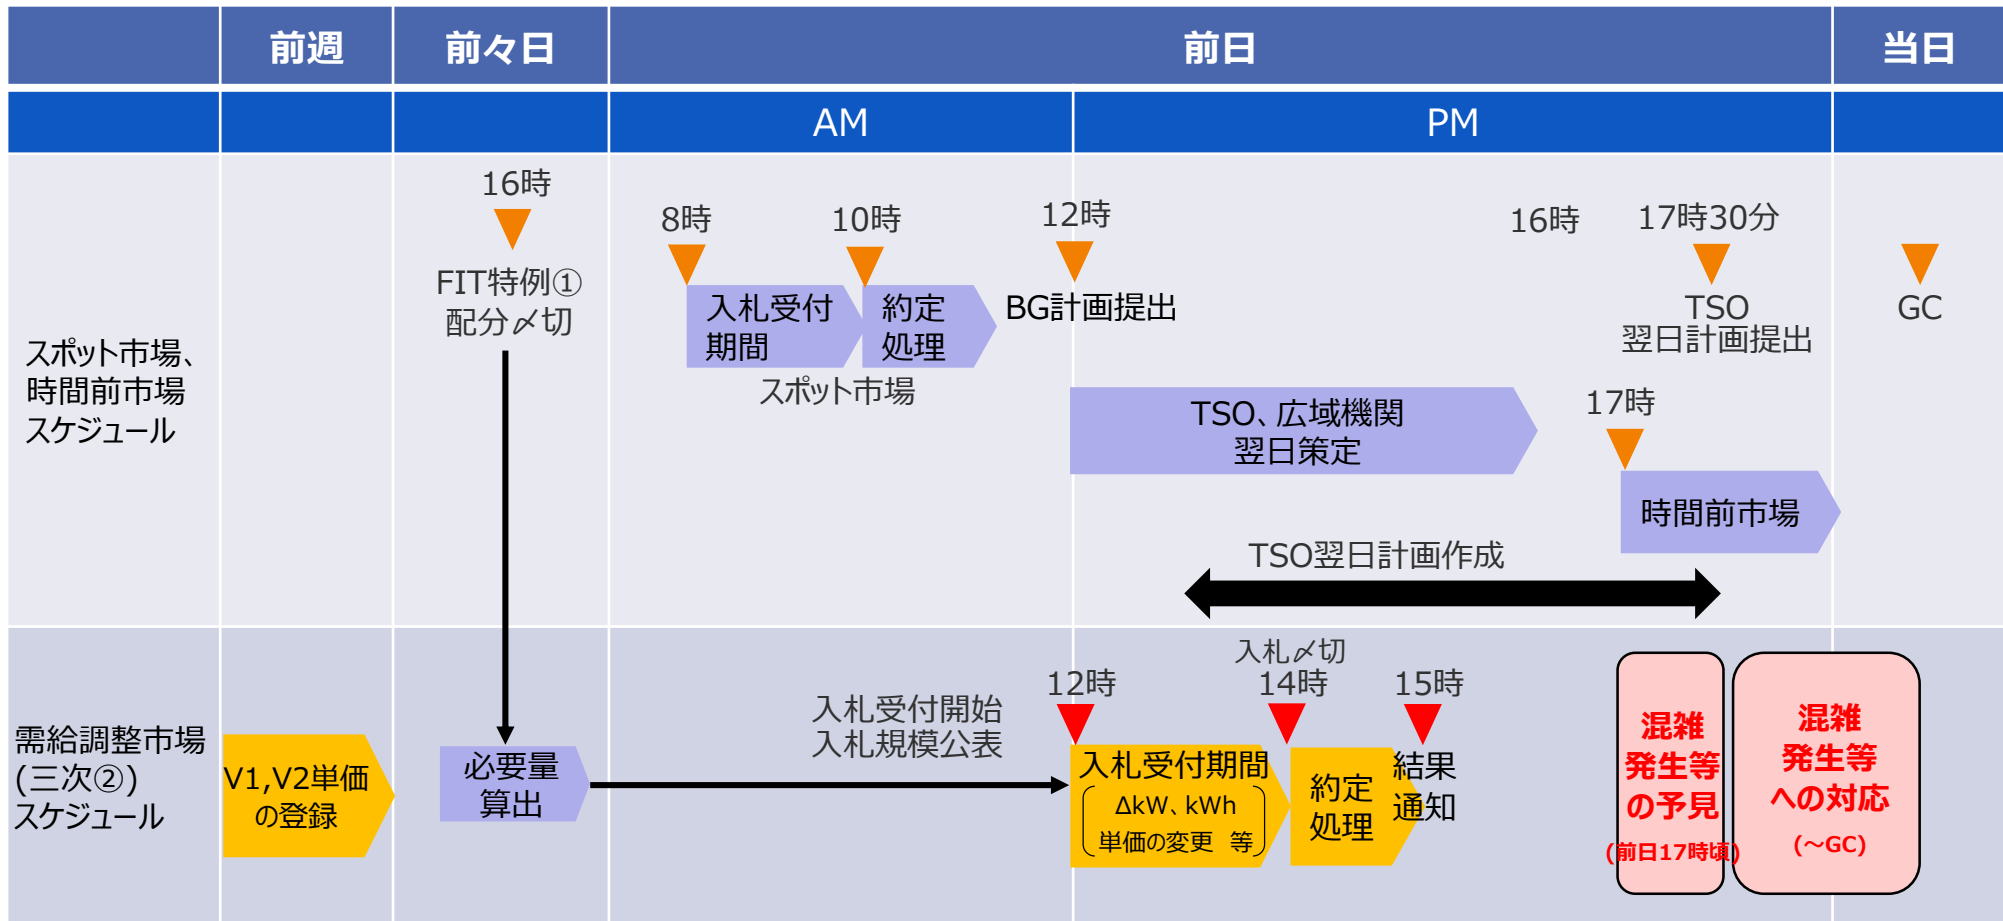 前週
前々日
前日
当日
AM
PM
スポット市場、
時間前市場
スケジュール
16時
FIT特例①
配分〆切
8時
10時
12時
入札受付
期間
約定
処理
スポット市場
BG計画提出
16時
17時30分
TSO
翌日計画提出
GC
TSO、広域機関
翌日策定
17時
時間前市場
TSO翌日計画作成
需給調整市場
(三次②)
スケジュール
V1,V2単価
の登録
必要量
算出
入札受付開始
入札規模公表
12時
入札〆切
14時
15時
入札受付期間
ΔkW、kWh
単価の変更 等
約定
処理
結果
通知
混雑
発生等
の予見
(前日17時頃)
混雑
発生等
への対応
(～GC)